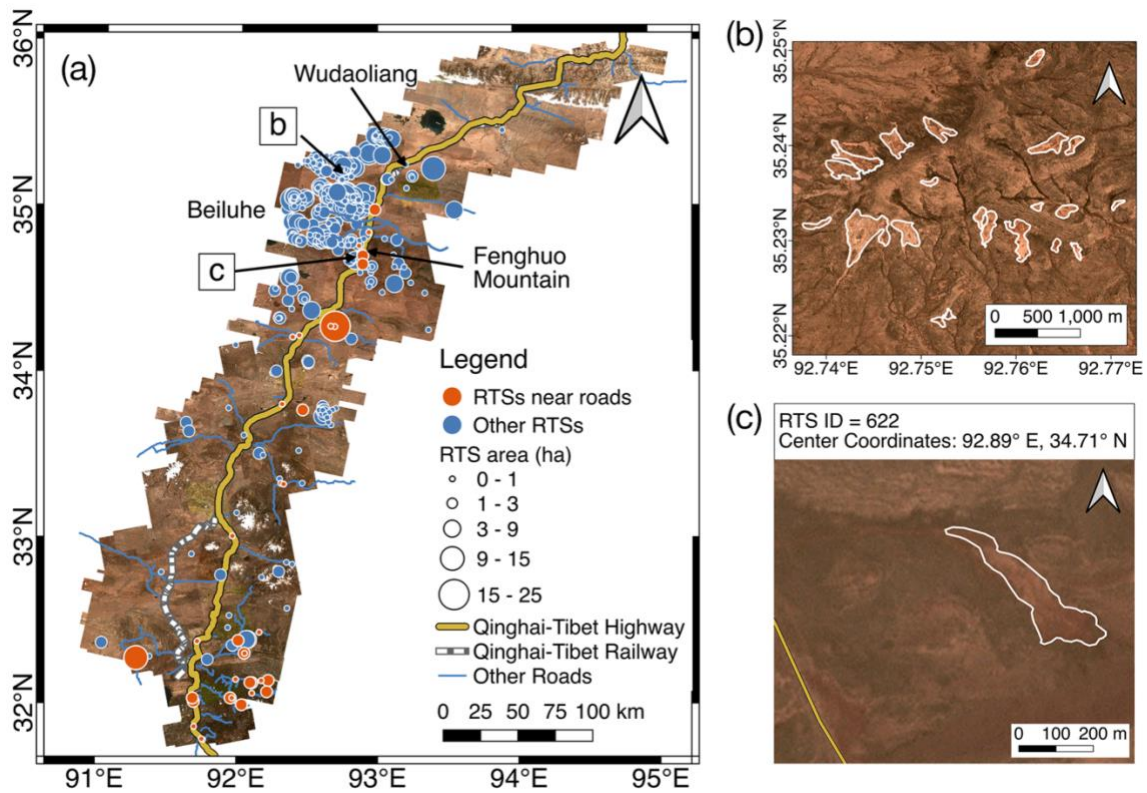 (a)
36°N
35°N
34°N
33°N
32°N
91°E
92°E
93°E
94°E
95°E
Wudaoliang
b
Beiluhe
c
Fenghuo
Mountain
Legend
RTSs near roads
Other RTSs
RTS area (ha)
0 - 1
1 - 3
3 - 9
9 - 15
15 - 25
Qinghai-Tibet Highway
Qinghai-Tibet Railway
Other Roads
0 25 50 75 100 km
(b)
35.25°N
35.24°N
35.23°N
35.22°N
0 500 1,000 m
92.74°E
92.75°E
92.76°E
92.77°E
(c)
RTS ID = 622
Center Coordinates: 92.89° E, 34.71° N
0 100 200 m